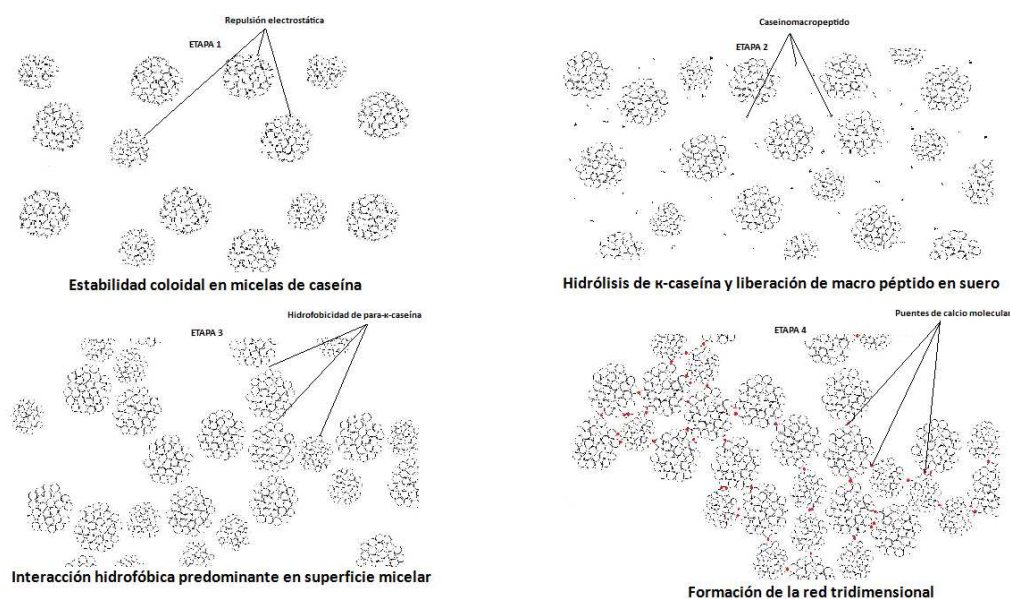 Repulsión electrostática
ETAPA 1
Estabilidad coloidal en micelas de caseína
Caseinomacropeptido
ETAPA 2
Hidrólisis de κ-caseína y liberación de macro péptido en suero
Hidrofobicidad de para-κ-caseína
ETAPA 3
Interacción hidrofóbica predominante en superficie micelar
Puentes de calcio molecular
ETAPA 4
Formación de la red tridimensional